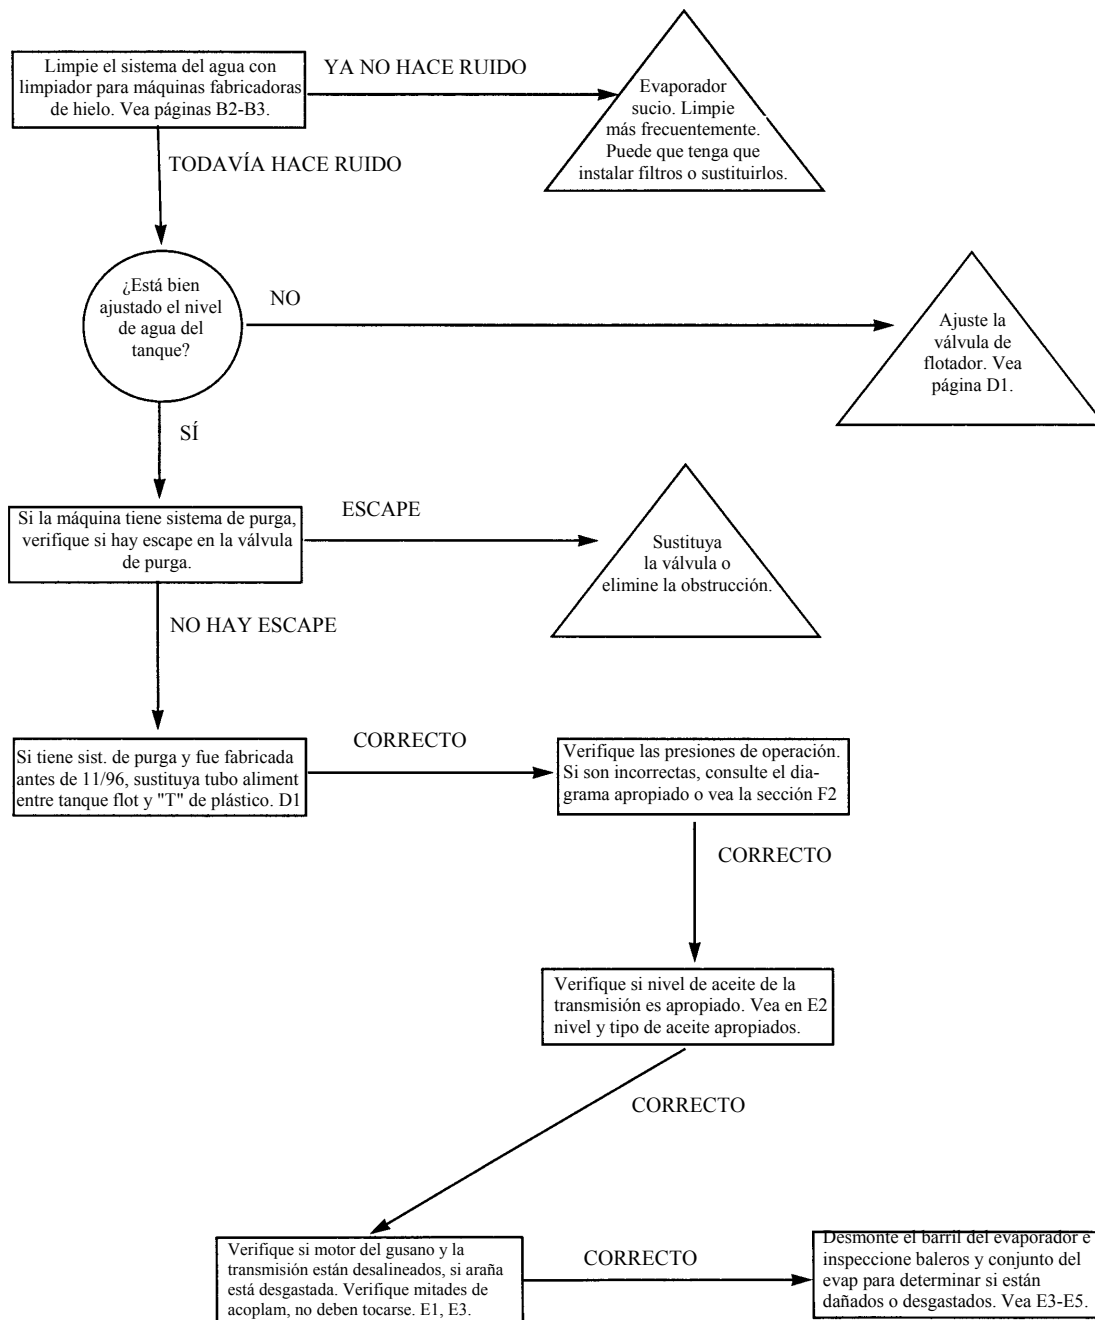 Limpie el sistema del agua con
limpiador para máquinas fabricadoras
de hielo. Vea páginas B2-B3.
YA NO HACE RUIDO
Evaporador
sucio. Limpie
más frecuentemente.
Puede que tenga que
instalar filtros o sustituirlos.
TODAVÍA HACE RUIDO
¿Está bien
ajustado el nivel
de agua del
tanque?
NO
Ajuste la
válvula de
flotador. Vea
página D1.
SÍ
Si la máquina tiene sistema de purga,
verifique si hay escape en la válvula
de purga.
ESCAPE
Sustituya
la válvula o
elimine la obstrucción.
NO HAY ESCAPE
Si tiene sist. de purga y fue fabricada
antes de 11/96, sustituya tubo aliment
entre tanque flot y "T" de plástico. D1
CORRECTO
Verifique las presiones de operación.
Si son incorrectas, consulte el dia-
grama apropiado o vea la sección F2
CORRECTO
Verifique si nivel de aceite de la
transmisión es apropiado. Vea en E2
nivel y tipo de aceite apropiados.
CORRECTO
Verifique si motor del gusano y la
transmisión están desalineados, si araña
está desgastada. Verifique mitades de
acoplam, no deben tocarse. E1, E3.
CORRECTO
Desmonte el barril del evaporador e
inspeccione baleros y conjunto del
evap para determinar si están
dañados o desgastados. Vea E3-E5.